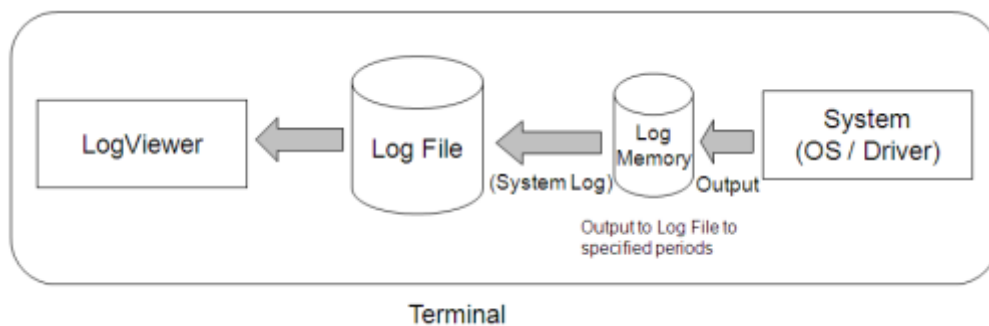 LogViewer
Log File
(System Log)
Log
Memory
Output
System
(OS / Driver)
Output to Log File to
specified periods
Terminal